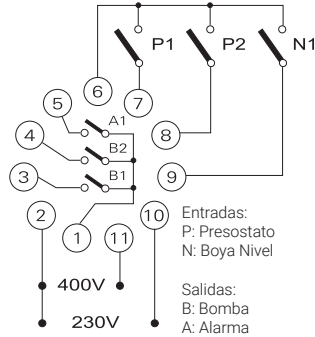 P1 P2 N1
6 7
5 A1
4 B2 8
3 B1 9
2 1 11 10
Entradas:
P: Presostato
N: Boya Nivel
400V
230V
Salidas:
B: Bomba
A: Alarma